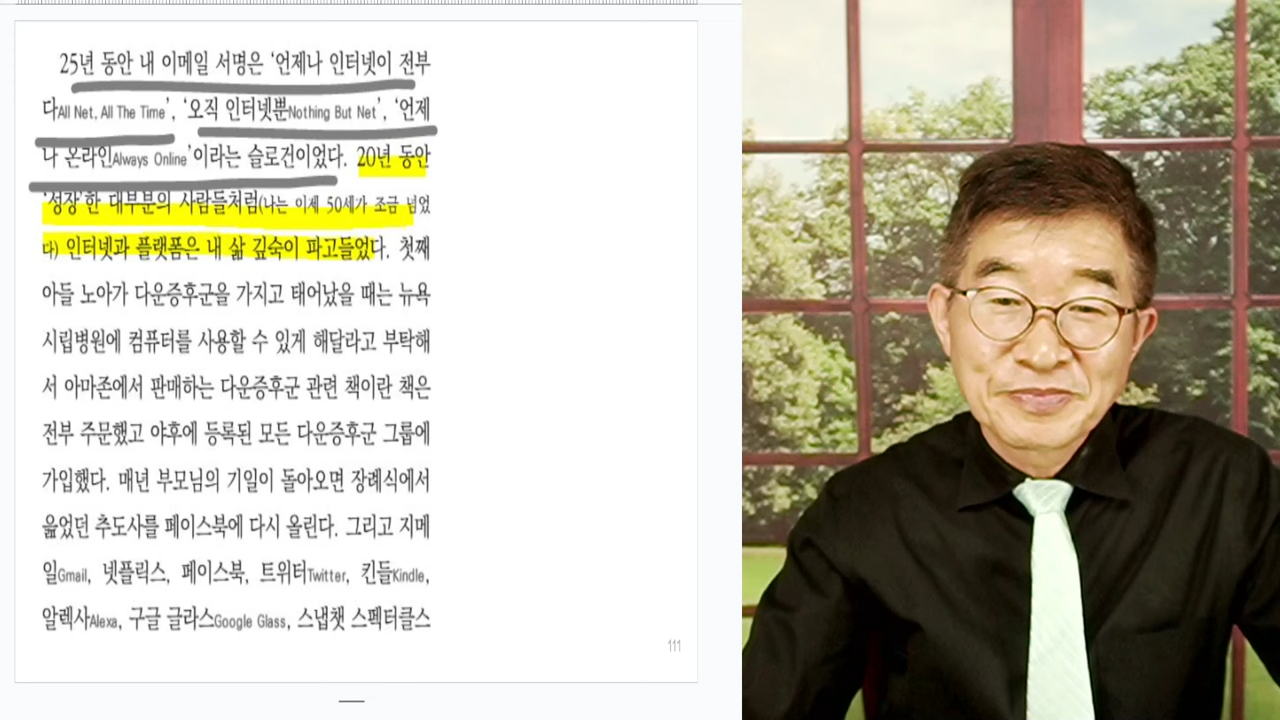 25년 동안 내 이메일 서명은 ‘언제나 인터넷이 전부
다All Net, All The Time’, ‘오직 인터넷뿐Nothing But Net’, ‘언제
나 온라인Always Online’이라는 슬로건이었다. 20년 동안
‘성장’한 대부분의 사람들처럼(나는 이제 50세가 조금 넘었
다) 인터넷과 플랫폼은 내 삶 깊숙이 파고들었다. 첫째
아들 노아가 다운증후군을 가지고 태어났을 때는 뉴욕
시립병원에 컴퓨터를 사용할 수 있게 해달라고 부탁해
서 아마존에서 판매하는 다운증후군 관련 책이란 책은
전부 주문했고 야후에 등록된 모든 다운증후군 그룹에
가입했다. 매년 부모님의 기일이 돌아오면 장례식에서
읊었던 추도사를 페이스북에 다시 올린다. 그리고 지메
일Gmail, 넷플릭스, 페이스북, 트위터Twitter, 킨들Kindle,
알렉사Alexa, 구글 글라스Google Glass, 스냅챗 스펙터클스
111